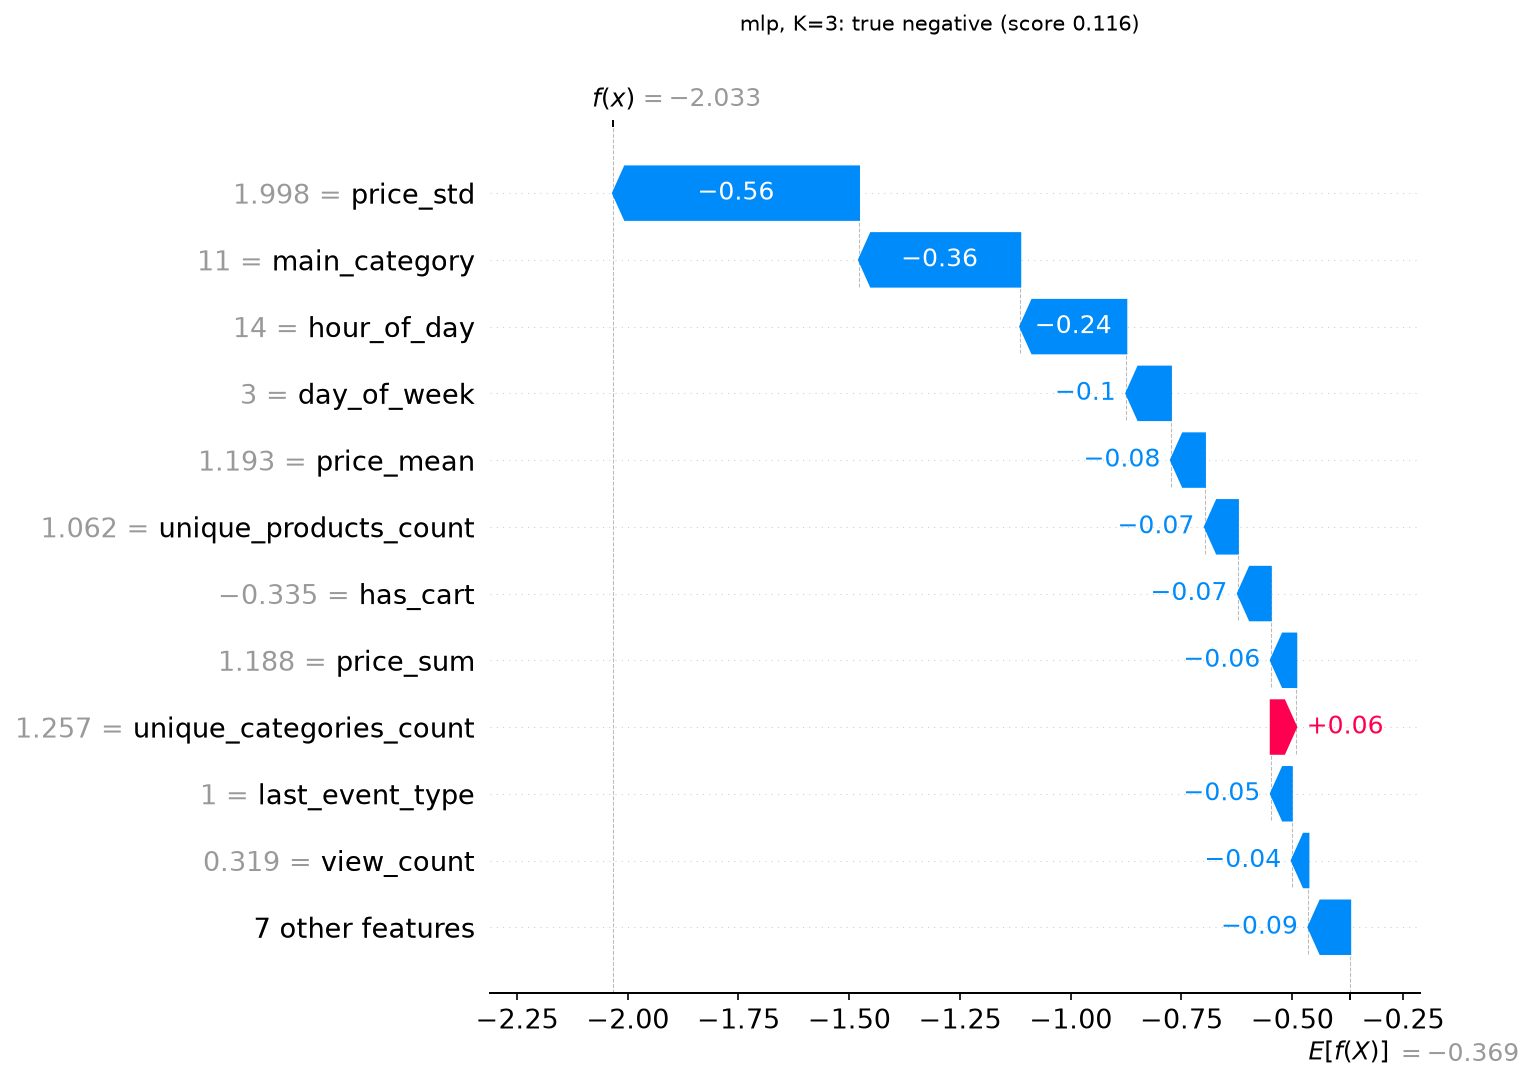 mlp, K=3: true negative (score 0.116)
f(x) = −2.033
1.998 = price_std −0.56
11 = main_category −0.36
14 = hour_of_day −0.24
3 = day_of_week −0.1
1.193 = price_mean −0.08
1.062 = unique_products_count −0.07
−0.335 = has_cart −0.07
1.188 = price_sum −0.06
1.257 = unique_categories_count +0.06
1 = last_event_type −0.05
0.319 = view_count −0.04
7 other features −0.09
−2.25 −2.00 −1.75 −1.50 −1.25 −1.00 −0.75 −0.50 −0.25
E[f(X)] = −0.369